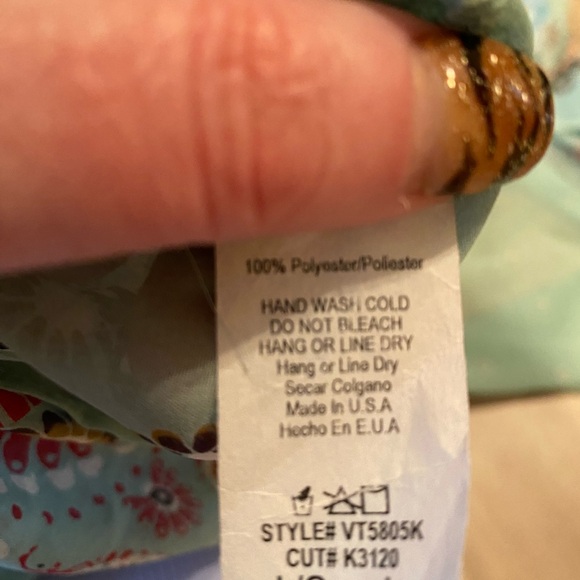 100% Polyester/Poliester
HAND WASH COLD
DO NOT BLEACH
HANG OR LINE DRY
Hang or Line Dry
Secar Colgano
Made In U.S.A
Hecho En E.U.A
STYLE# VT5805K
CUT# K3120